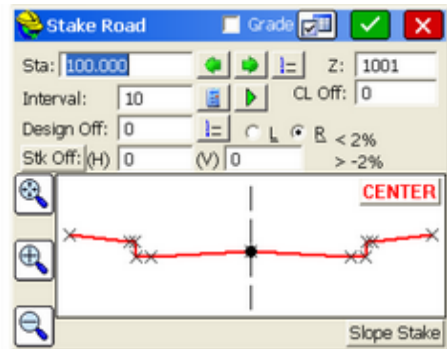 Stake Road Grade
Sta: 100.000 Z: 1001
Interval: 10 CL Off: 0
Design Off: 0 L R < 2%
Stk Off: (H) 0 (V) 0 > -2%
CENTER
Slope Stake